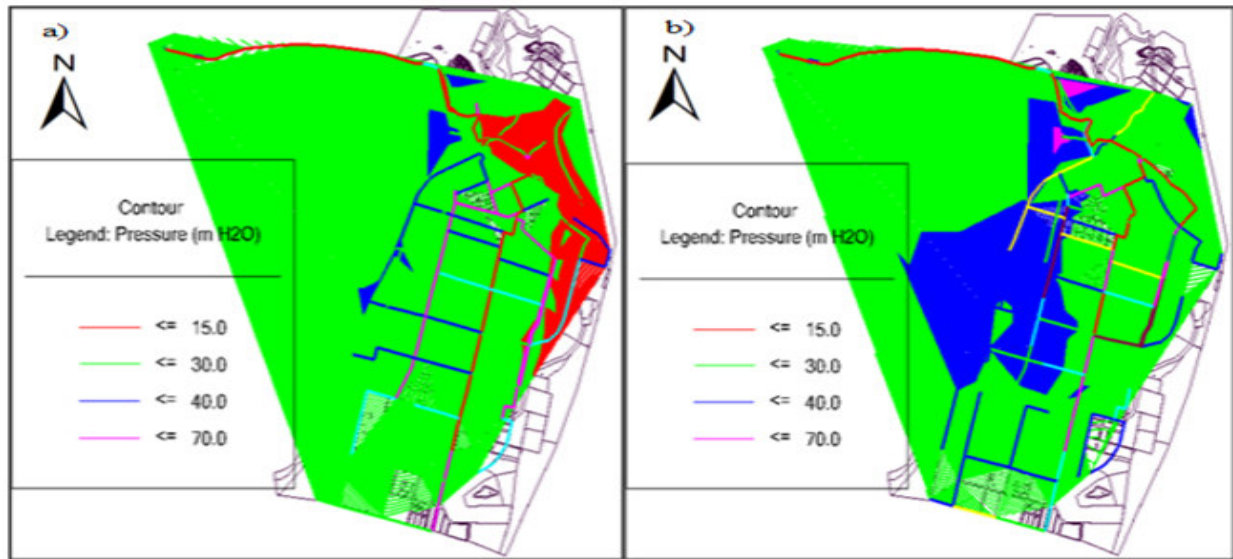 a)
N
Contour
Legend: Pressure (m H2O)
<= 15.0
<= 30.0
<= 40.0
<= 70.0
b)
N
Contour
Legend: Pressure (m H2O)
<= 15.0
<= 30.0
<= 40.0
<= 70.0